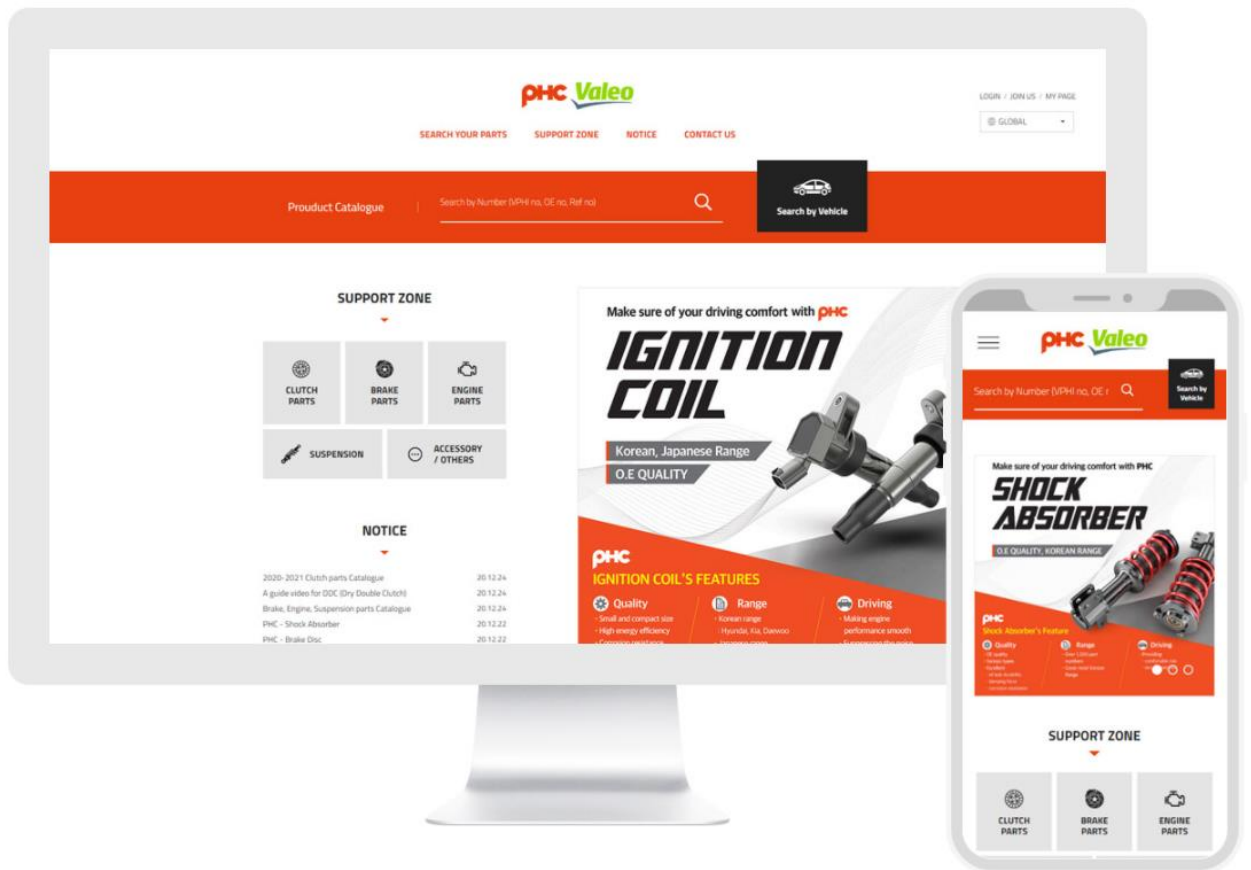 PHC Valeo
LOGIN / JOIN US / MY PAGE
GLOBAL
SEARCH YOUR PARTS SUPPORT ZONE NOTICE CONTACT US
Prouduct Catalogue
Search by Number (VPHI no, OE no, Ref no)
Search by Vehicle
SUPPORT ZONE
CLUTCH
PARTS
BRAKE
PARTS
ENGINE
PARTS
SUSPENSION
ACCESSORY
/ OTHERS
NOTICE
2020-2021 Clutch parts Catalogue 20.12.24
A guide video for DDC (Dry Double Clutch) 20.12.24
Brake, Engine, Suspension parts Catalogue 20.12.24
PHC - Shock Absorber 20.12.22
PHC - Brake Disc 20.12.22
Make sure of your driving comfort with PHC
IGNITION
COIL
Korean, Japanese Range
O.E QUALITY
PHC
IGNITION COIL'S FEATURES
Quality
· Small and compact size
· High energy efficiency
· Corrosion resistance
Range
· Korean range
: Hyundai, Kia, Daewoo
· Japanese range
Driving
· Making engine
performance smooth
· Suppressing the noise
PHC Valeo
Search by Number (VPHI no, OE r
Search by
Vehicle
Make sure of your driving comfort with PHC
SHOCK
ABSORBER
O.E QUALITY, KOREAN RANGE
PHC
Shock Absorber's Feature
Quality
Range
Driving
SUPPORT ZONE
CLUTCH
PARTS
BRAKE
PARTS
ENGINE
PARTS